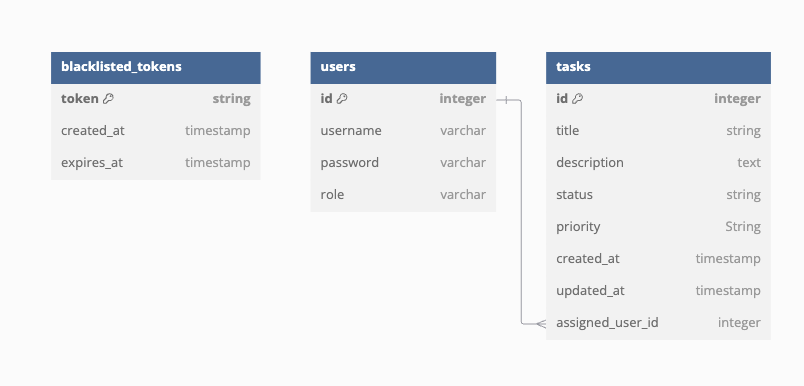 blacklisted_tokens
token string
created_at timestamp
expires_at timestamp
users
id integer
username varchar
password varchar
role varchar
tasks
id integer
title string
description text
status string
priority String
created_at timestamp
updated_at timestamp
assigned_user_id integer